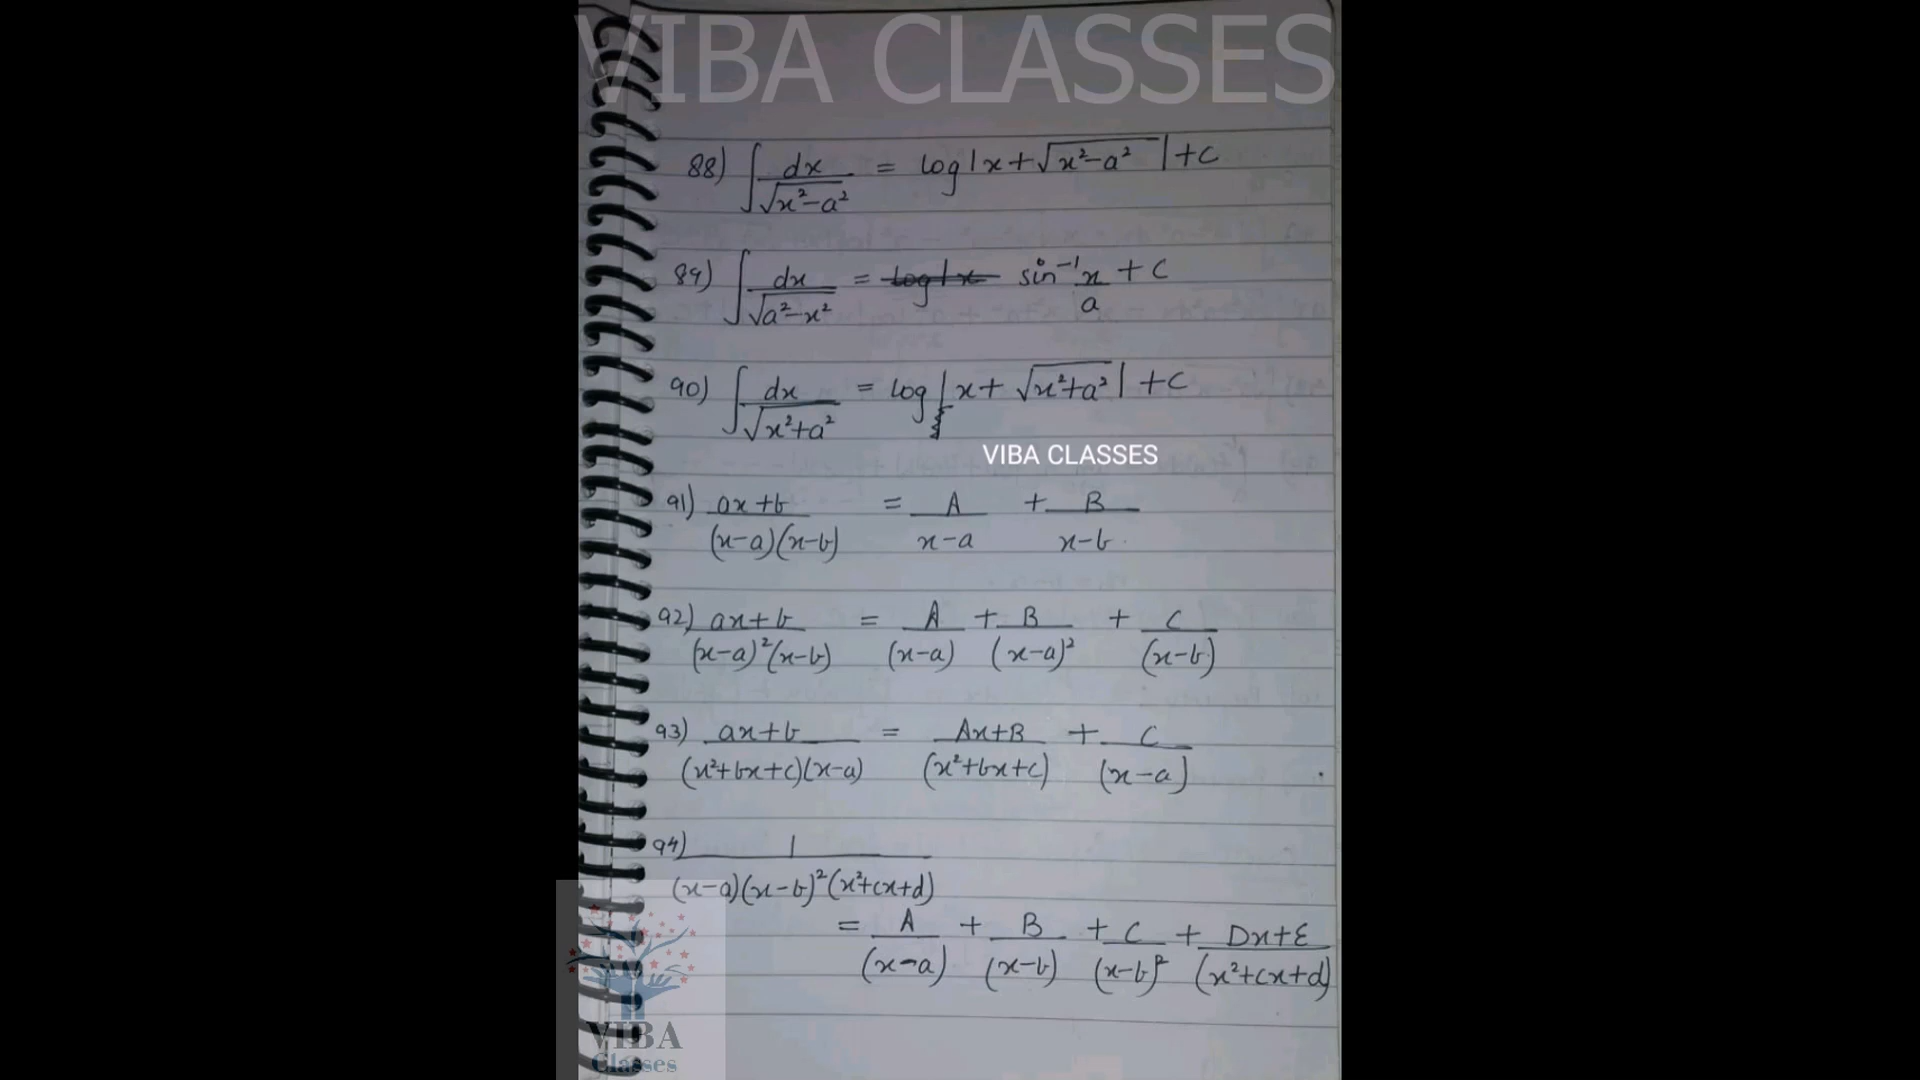 VIBA CLASSES
88) ∫ dx/√(x²-a²) = log|x+√(x²-a²)|+c
89) ∫ dx/√(a²-x²) = log|x sin⁻¹ x/a + c
90) ∫ dx/√(x²+a²) = log|x+√(x²+a²)|+c
VIBA CLASSES
91) ax+b/(x-a)(x-b) = A/x-a + B/x-b
92) ax+b/(x-a)²(x-b) = A/(x-a) + B/(x-a)² + C/(x-b)
93) ax+b/(x²+bx+c)(x-a) = Ax+B/(x²+bx+c) + C/(x-a)
94) 1/(x-a)(x-b)²(x²+cx+d)
= A/(x-a) + B/(x-b) + C/(x-b)² + Dx+E/(x²+cx+d)
VIBA
Classes